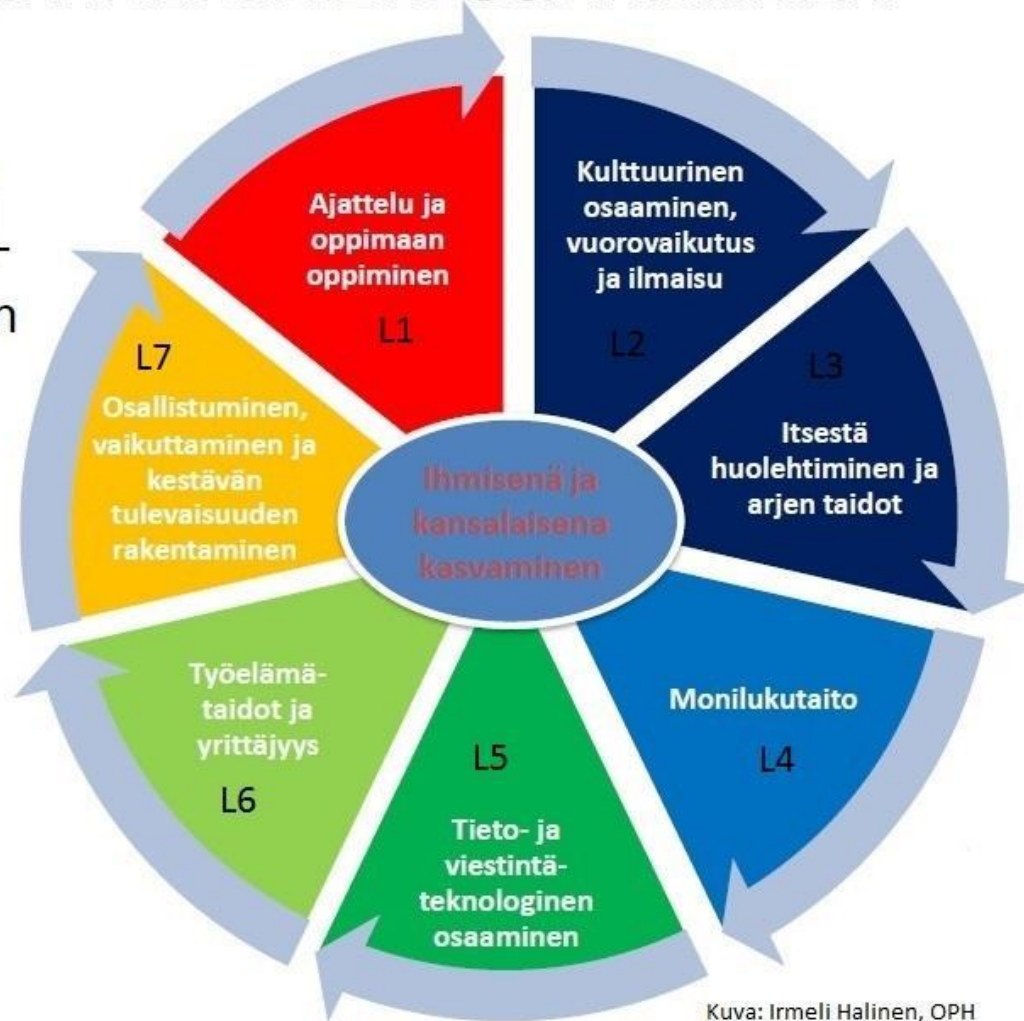 Ajattelu ja
oppimaan
oppiminen
L1
Kulttuurinen
osaaminen,
vuorovaikutus
ja ilmaisu
L2
L3
Itsestä
huolehtiminen ja
arjen taidot
Monilukutaito
L4
L5
Tieto- ja
viestintä-
teknologinen
osaaminen
Työelämä-
taidot ja
yrittäjyys
L6
L7
Osallistuminen,
vaikuttaminen ja
kestävän
tulevaisuuden
rakentaminen
Ihmisenä ja
kansalaisena
kasvaminen
Kuva: Irmeli Halinen, OPH